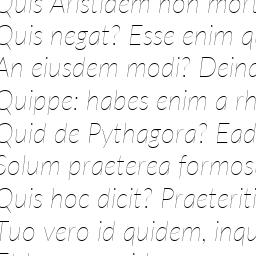 Quis Aristidem non mort
Quis negat? Esse enim q
An eiusdem modi? Deind
Quippe: habes enim a rh
Quid de Pythagora? Ead
Solum praeterea formos
Quis hoc dicit? Praeteriti
Tuo vero id quidem, inqu